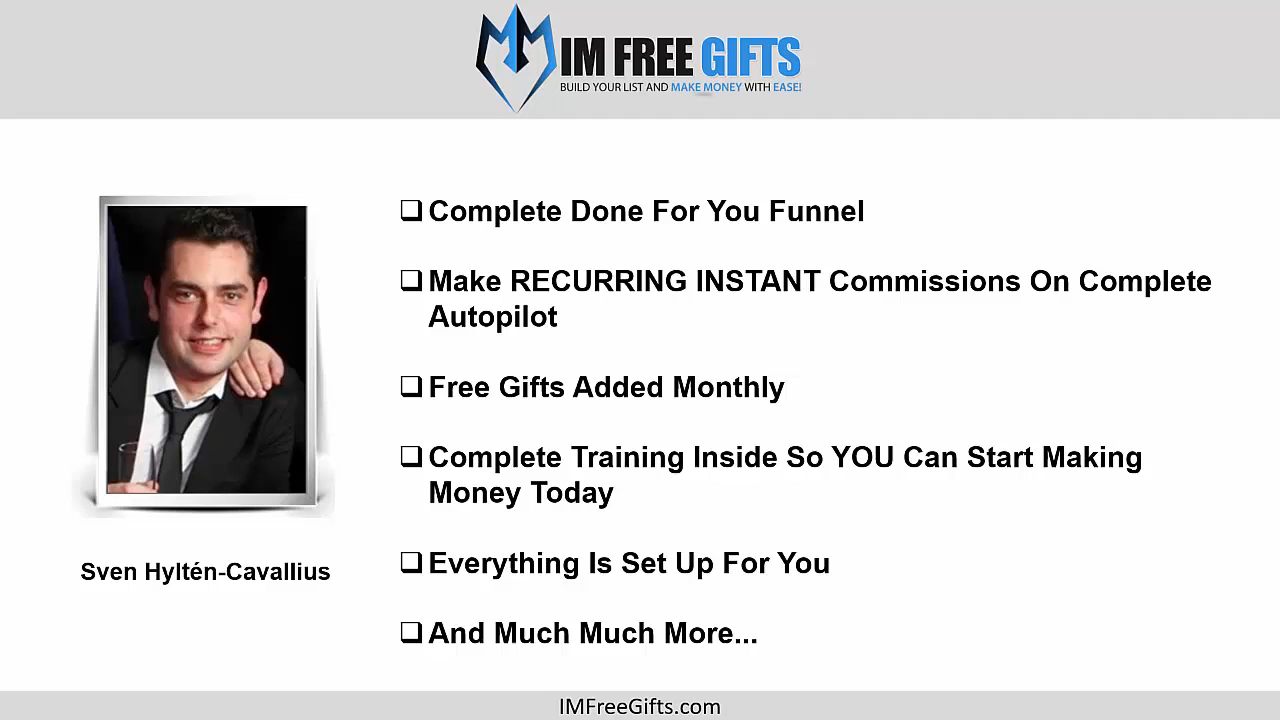 IM FREE GIFTS
BUILD YOUR LIST AND MAKE MONEY WITH EASE!
Complete Done For You Funnel
Make RECURRING INSTANT Commissions On Complete
Autopilot
Free Gifts Added Monthly
Complete Training Inside So YOU Can Start Making
Money Today
Everything Is Set Up For You
And Much Much More...
Sven Hyltén-Cavallius
IMFreeGifts.com